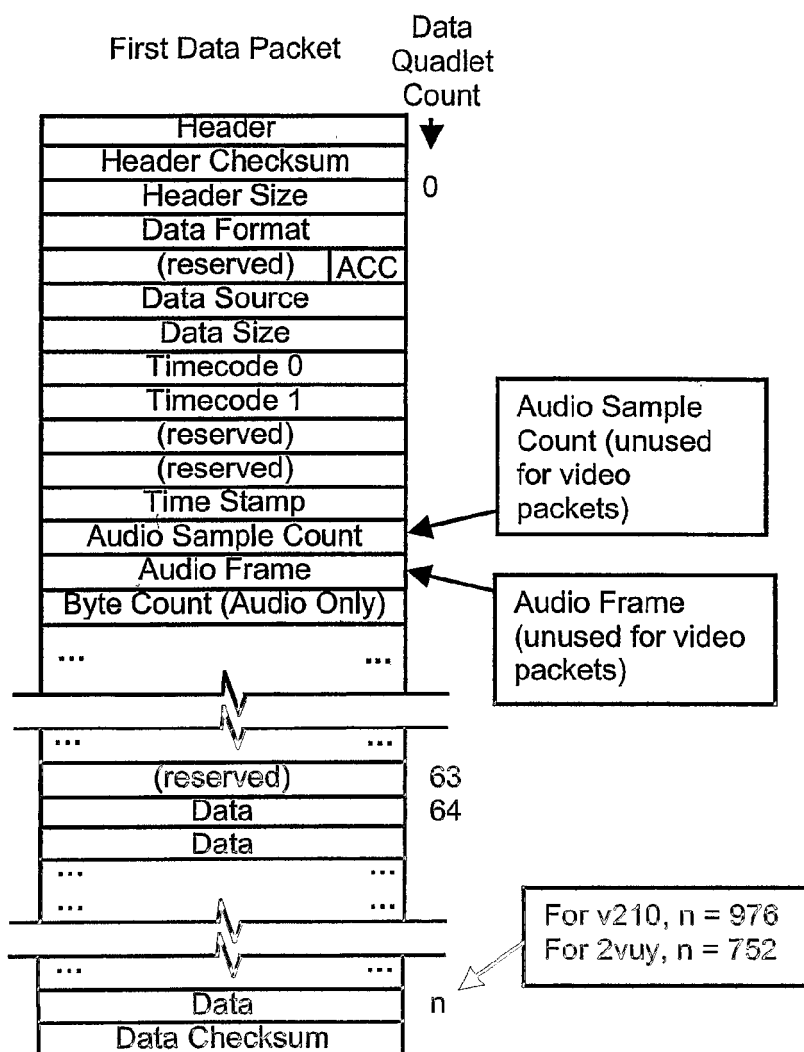 First Data Packet
Data
Quadlet
Count
Header
Header Checksum
Header Size
0
Data Format
(reserved)
ACC
Data Source
Data Size
Timecode 0
Timecode 1
(reserved)
(reserved)
Time Stamp
Audio Sample Count
Audio Frame
Byte Count (Audio Only)
Audio Sample
Count (unused
for video
packets)
Audio Frame
(unused for video
packets)
... ...
... ...
(reserved)
63
Data
64
Data
... ...
... ...
For v210, n = 976
For 2vuy, n = 752
... ...
Data
n
Data Checksum